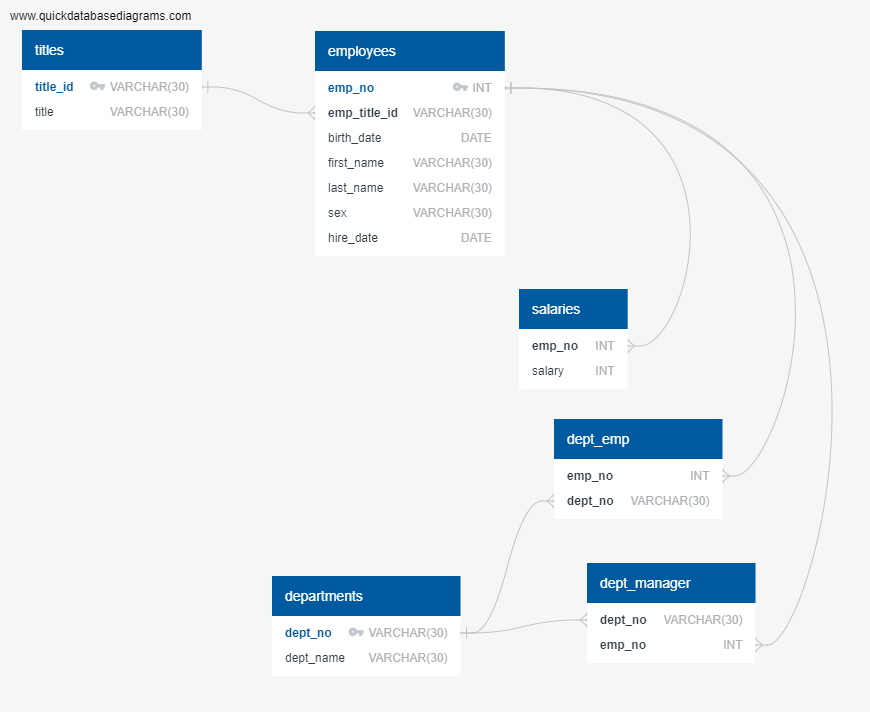 www.quickdatabasediagrams.com
titles
title_id VARCHAR(30)
title VARCHAR(30)
employees
emp_no INT
emp_title_id VARCHAR(30)
birth_date DATE
first_name VARCHAR(30)
last_name VARCHAR(30)
sex VARCHAR(30)
hire_date DATE
salaries
emp_no INT
salary INT
dept_emp
emp_no INT
dept_no VARCHAR(30)
departments
dept_no VARCHAR(30)
dept_name VARCHAR(30)
dept_manager
dept_no VARCHAR(30)
emp_no INT